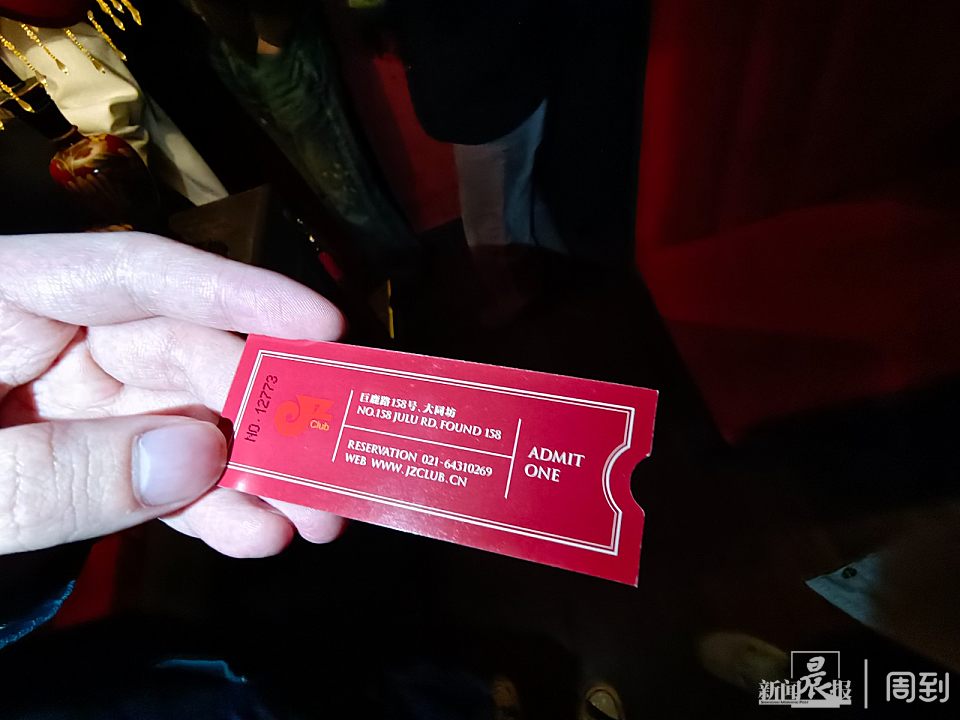 NO. 12773
JZ
Club
巨鹿路158号、大同坊
NO.158 JULU RD, FOUND 158
RESERVATION 021-64310269
WEB WWW.JZCLUB.CN
ADMIT
ONE
新闻晨报
周到